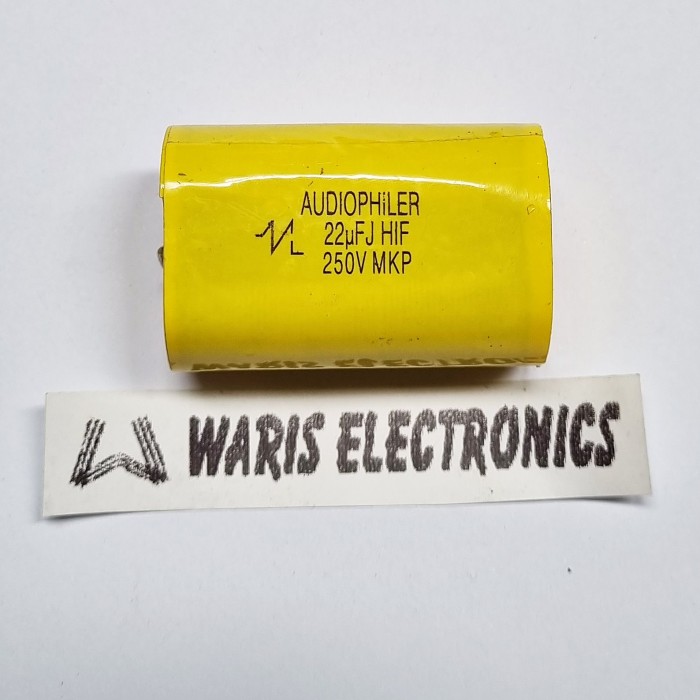 AUDIOPHiLER
22µFJ HIF
250V MKP
WARIS ELECTRONICS